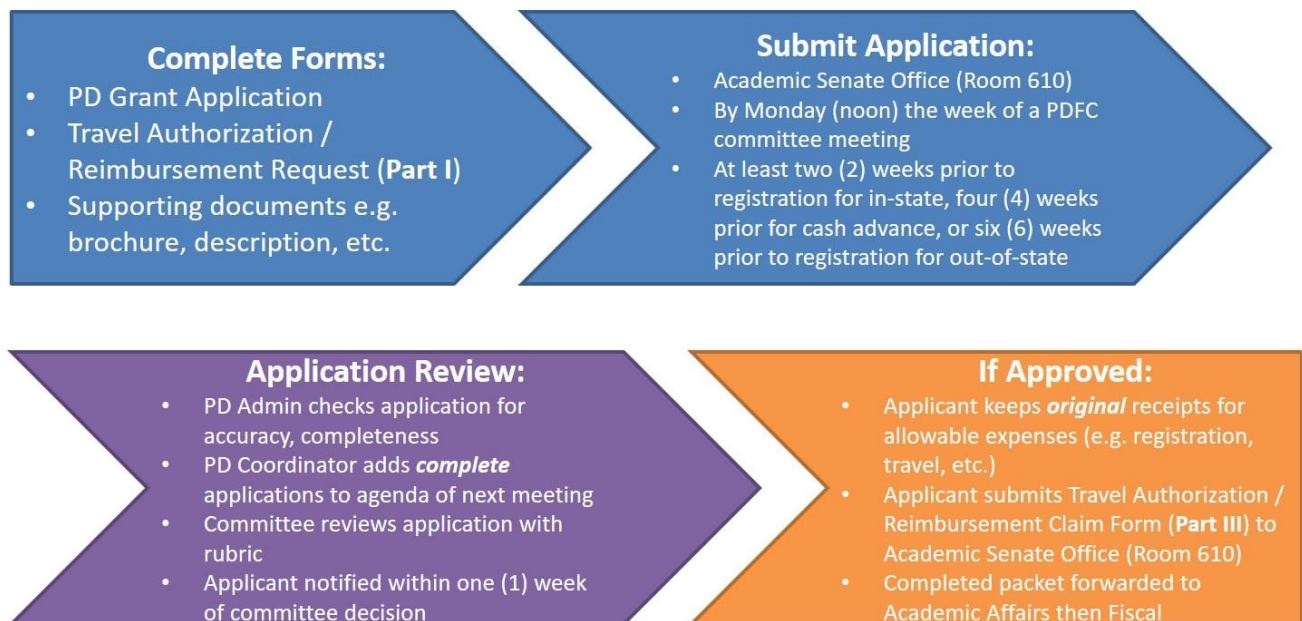 Complete Forms:
• PD Grant Application
• Travel Authorization /
Reimbursement Request (Part I)
• Supporting documents e.g.
brochure, description, etc.
Submit Application:
• Academic Senate Office (Room 610)
• By Monday (noon) the week of a PDFC
committee meeting
• At least two (2) weeks prior to
registration for in-state, four (4) weeks
prior for cash advance, or six (6) weeks
prior to registration for out-of-state
Application Review:
• PD Admin checks application for
accuracy, completeness
• PD Coordinator adds complete
applications to agenda of next meeting
• Committee reviews application with
rubric
• Applicant notified within one (1) week
of committee decision
If Approved:
• Applicant keeps original receipts for
allowable expenses (e.g. registration,
travel, etc.)
• Applicant submits Travel Authorization /
Reimbursement Claim Form (Part III) to
Academic Senate Office (Room 610)
• Completed packet forwarded to
Academic Affairs then Fiscal